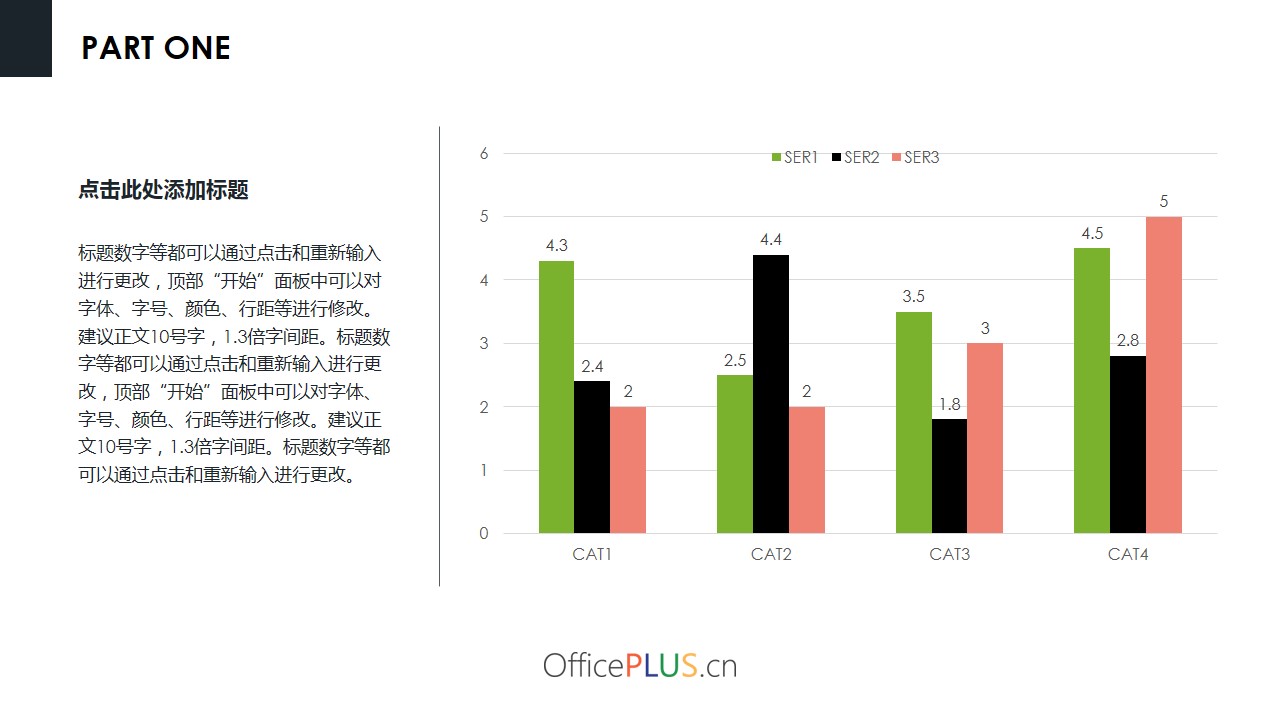 PART ONE
点击此处添加标题
标题数字等都可以通过点击和重新输入
进行更改，顶部“开始”面板中可以对
字体、字号、颜色、行距等进行修改。
建议正文10号字，1.3倍字间距。标题数
字等都可以通过点击和重新输入进行更
改，顶部“开始”面板中可以对字体、
字号、颜色、行距等进行修改。建议正
文10号字，1.3倍字间距。标题数字等都
可以通过点击和重新输入进行更改。
SER1 SER2 SER3
6
5
4
3
2
1
0
4.3 2.4 2
2.5 4.4 2
3.5 1.8 3
4.5 2.8 5
CAT1 CAT2 CAT3 CAT4
OfficePLUS.cn